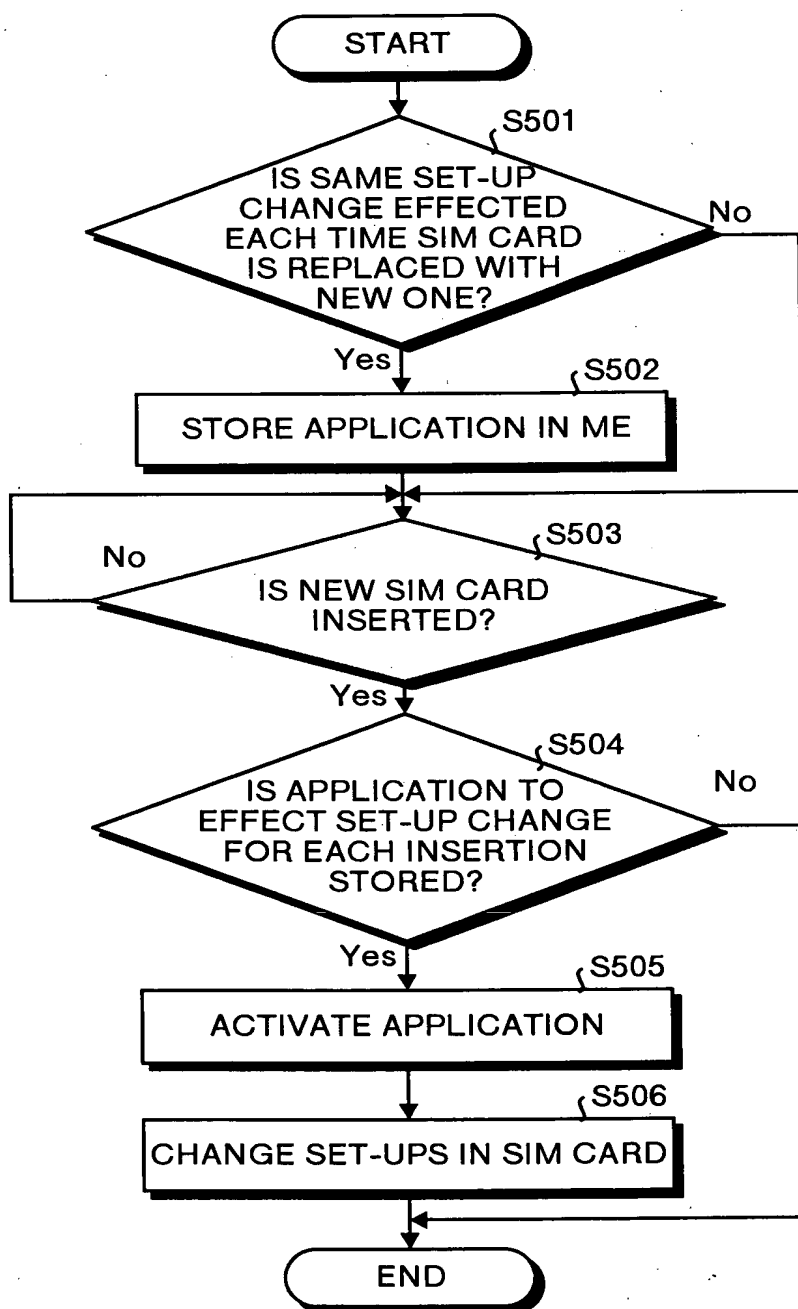 START
S501
IS SAME SET-UP
CHANGE EFFECTED
EACH TIME SIM CARD
IS REPLACED WITH
NEW ONE?
No
Yes
S502
STORE APPLICATION IN ME
S503
No
IS NEW SIM CARD
INSERTED?
Yes
S504
No
IS APPLICATION TO
EFFECT SET-UP CHANGE
FOR EACH INSERTION
STORED?
Yes
S505
ACTIVATE APPLICATION
S506
CHANGE SET-UPS IN SIM CARD
END